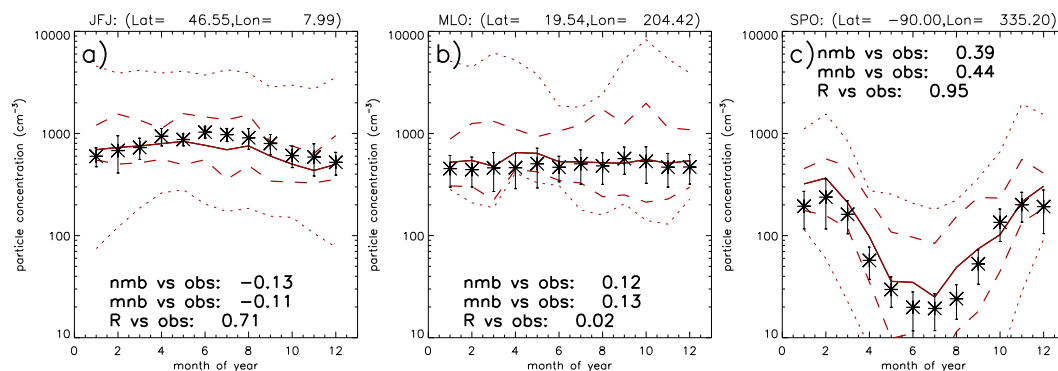 JFJ: (Lat= 46.55,Lon= 7.99)
a)
particle concentration (cm-3)
10000
1000
100
10
nmb vs obs: -0.13
mnb vs obs: -0.11
R vs obs: 0.71
0 2 4 6 8 10 12
month of year
MLO: (Lat= 19.54,Lon= 204.42)
b)
particle concentration (cm-3)
10000
1000
100
10
nmb vs obs: 0.12
mnb vs obs: 0.13
R vs obs: 0.02
0 2 4 6 8 10 12
month of year
SPO: (Lat= -90.00,Lon= 335.20)
c)
nmb vs obs: 0.39
mnb vs obs: 0.44
R vs obs: 0.95
particle concentration (cm-3)
10000
1000
100
10
0 2 4 6 8 10 12
month of year